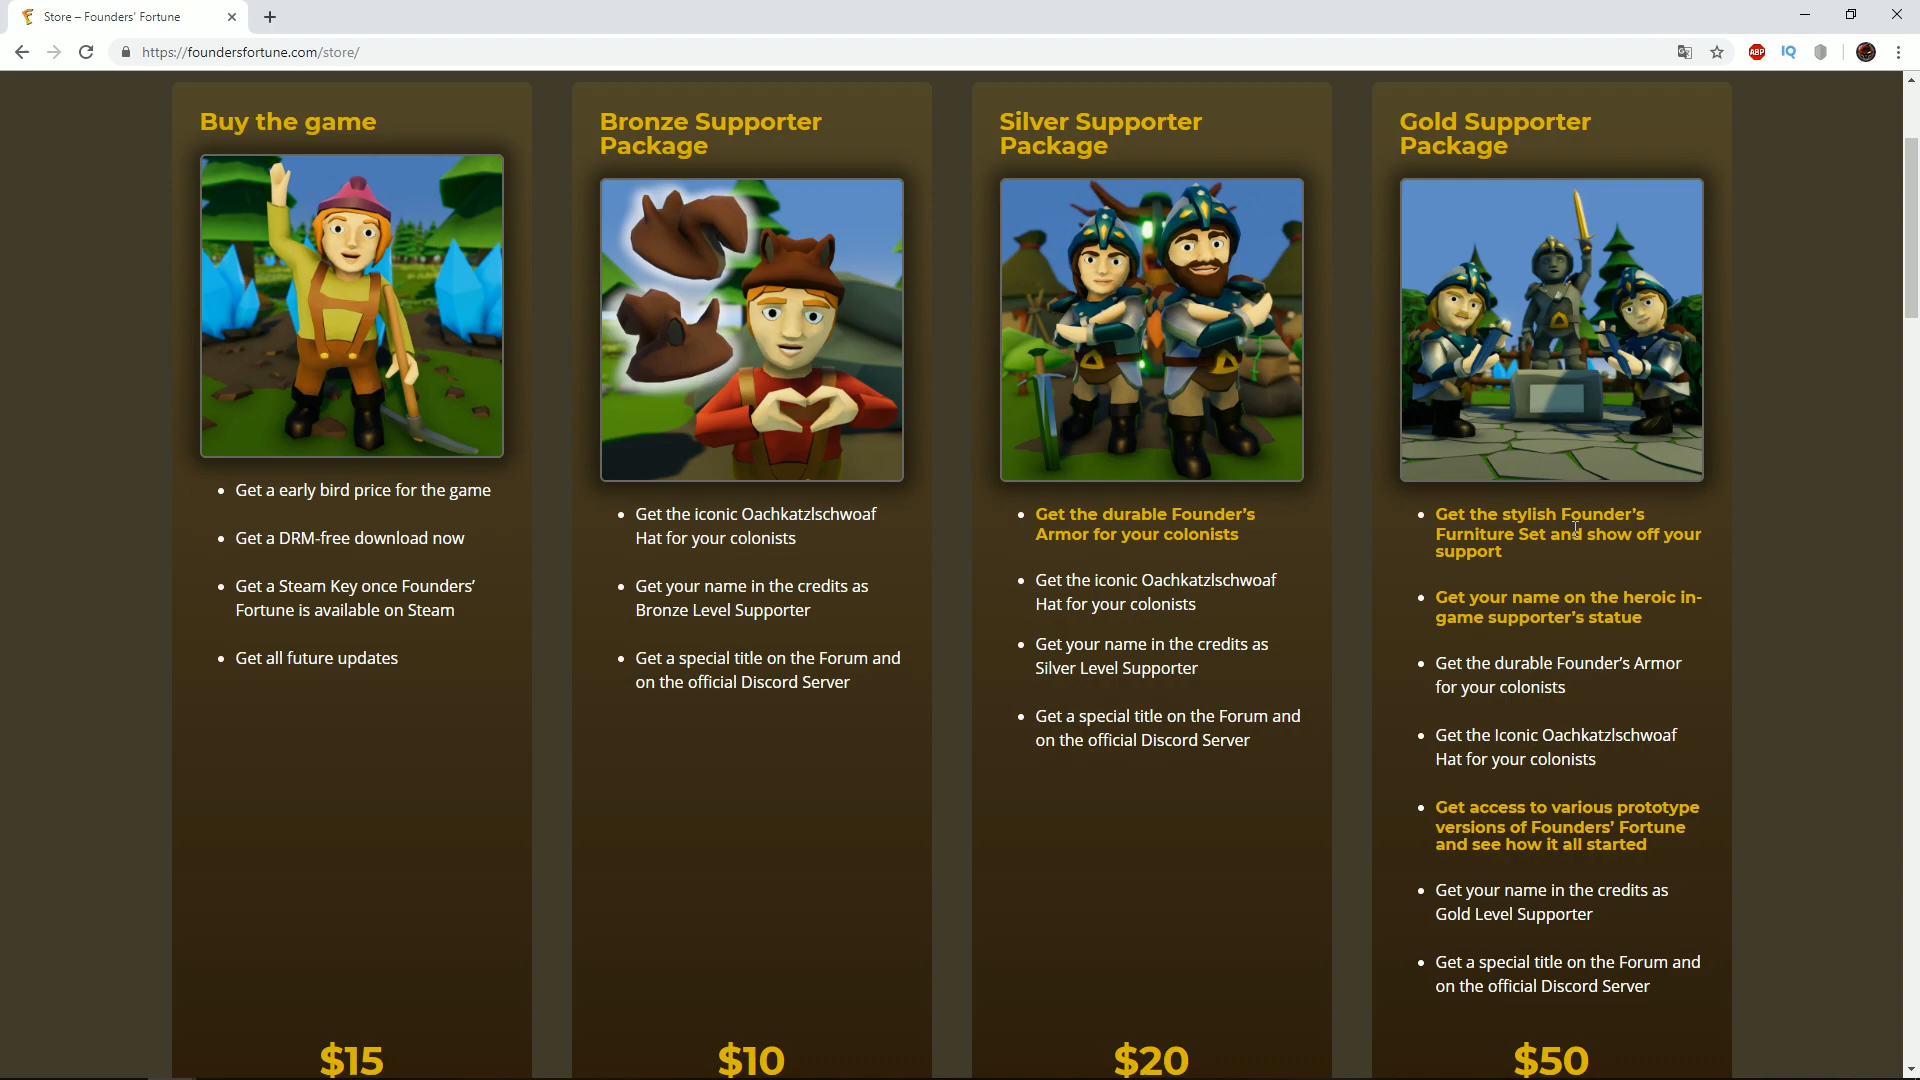 Store – Founders' Fortune
https://foundersfortune.com/store/
ABP
IQ
Buy the game
Get a early bird price for the game
Get a DRM-free download now
Get a Steam Key once Founders’
Fortune is available on Steam
Get all future updates
$15
Bronze Supporter
Package
Get the iconic Oachkatzlschwoaf
Hat for your colonists
Get your name in the credits as
Bronze Level Supporter
Get a special title on the Forum and
on the official Discord Server
$10
Silver Supporter
Package
Get the durable Founder’s
Armor for your colonists
Get the iconic Oachkatzlschwoaf
Hat for your colonists
Get your name in the credits as
Silver Level Supporter
Get a special title on the Forum and
on the official Discord Server
$20
Gold Supporter
Package
Get the stylish Founder’s
Furniture Set and show off your
support
Get your name on the heroic in-
game supporter’s statue
Get the durable Founder’s Armor
for your colonists
Get the Iconic Oachkatzlschwoaf
Hat for your colonists
Get access to various prototype
versions of Founders’ Fortune
and see how it all started
Get your name in the credits as
Gold Level Supporter
Get a special title on the Forum and
on the official Discord Server
$50